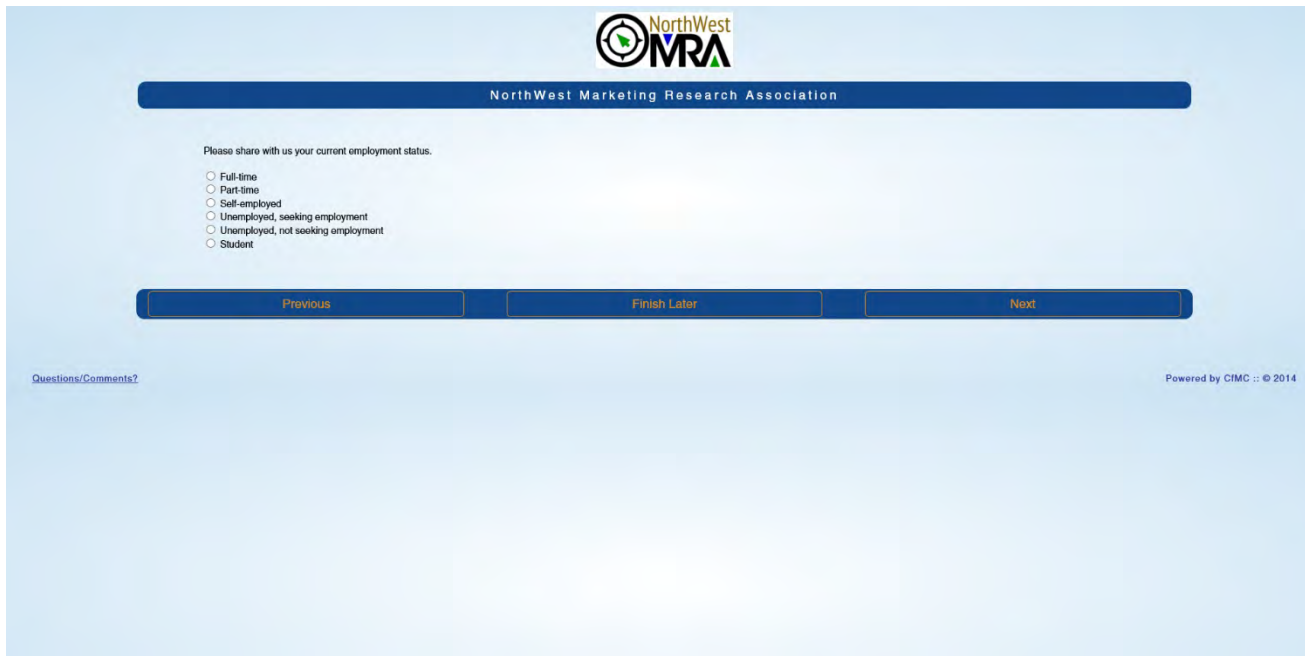 NorthWest
MRA
NorthWest Marketing Research Association
Please share with us your current employment status.
Full-time
Part-time
Self-employed
Unemployed, seeking employment
Unemployed, not seeking employment
Student
Previous
Finish Later
Next
Questions/Comments?
Powered by CfMC :: © 2014